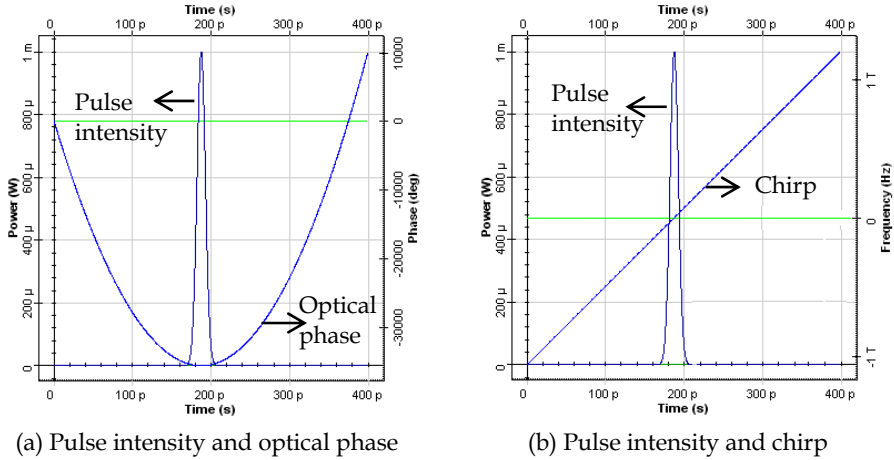 Time (s)
0 100 p 200 p 300 p 400 p
Power (W)
1 m
800 µ
600 µ
400 µ
200 µ
0
Pulse
intensity
Optical
phase
Phase (deg)
10000
0
-10000
-20000
-30000
0 100 p 200 p 300 p 400 p
Time (s)
(a) Pulse intensity and optical phase
Time (s)
0 100 p 200 p 300 p 400 p
Power (W)
1 m
800 µ
600 µ
400 µ
200 µ
0
Pulse
intensity
Chirp
Frequency (Hz)
1 T
0
-1 T
0 100 p 200 p 300 p 400 p
Time (s)
(b) Pulse intensity and chirp